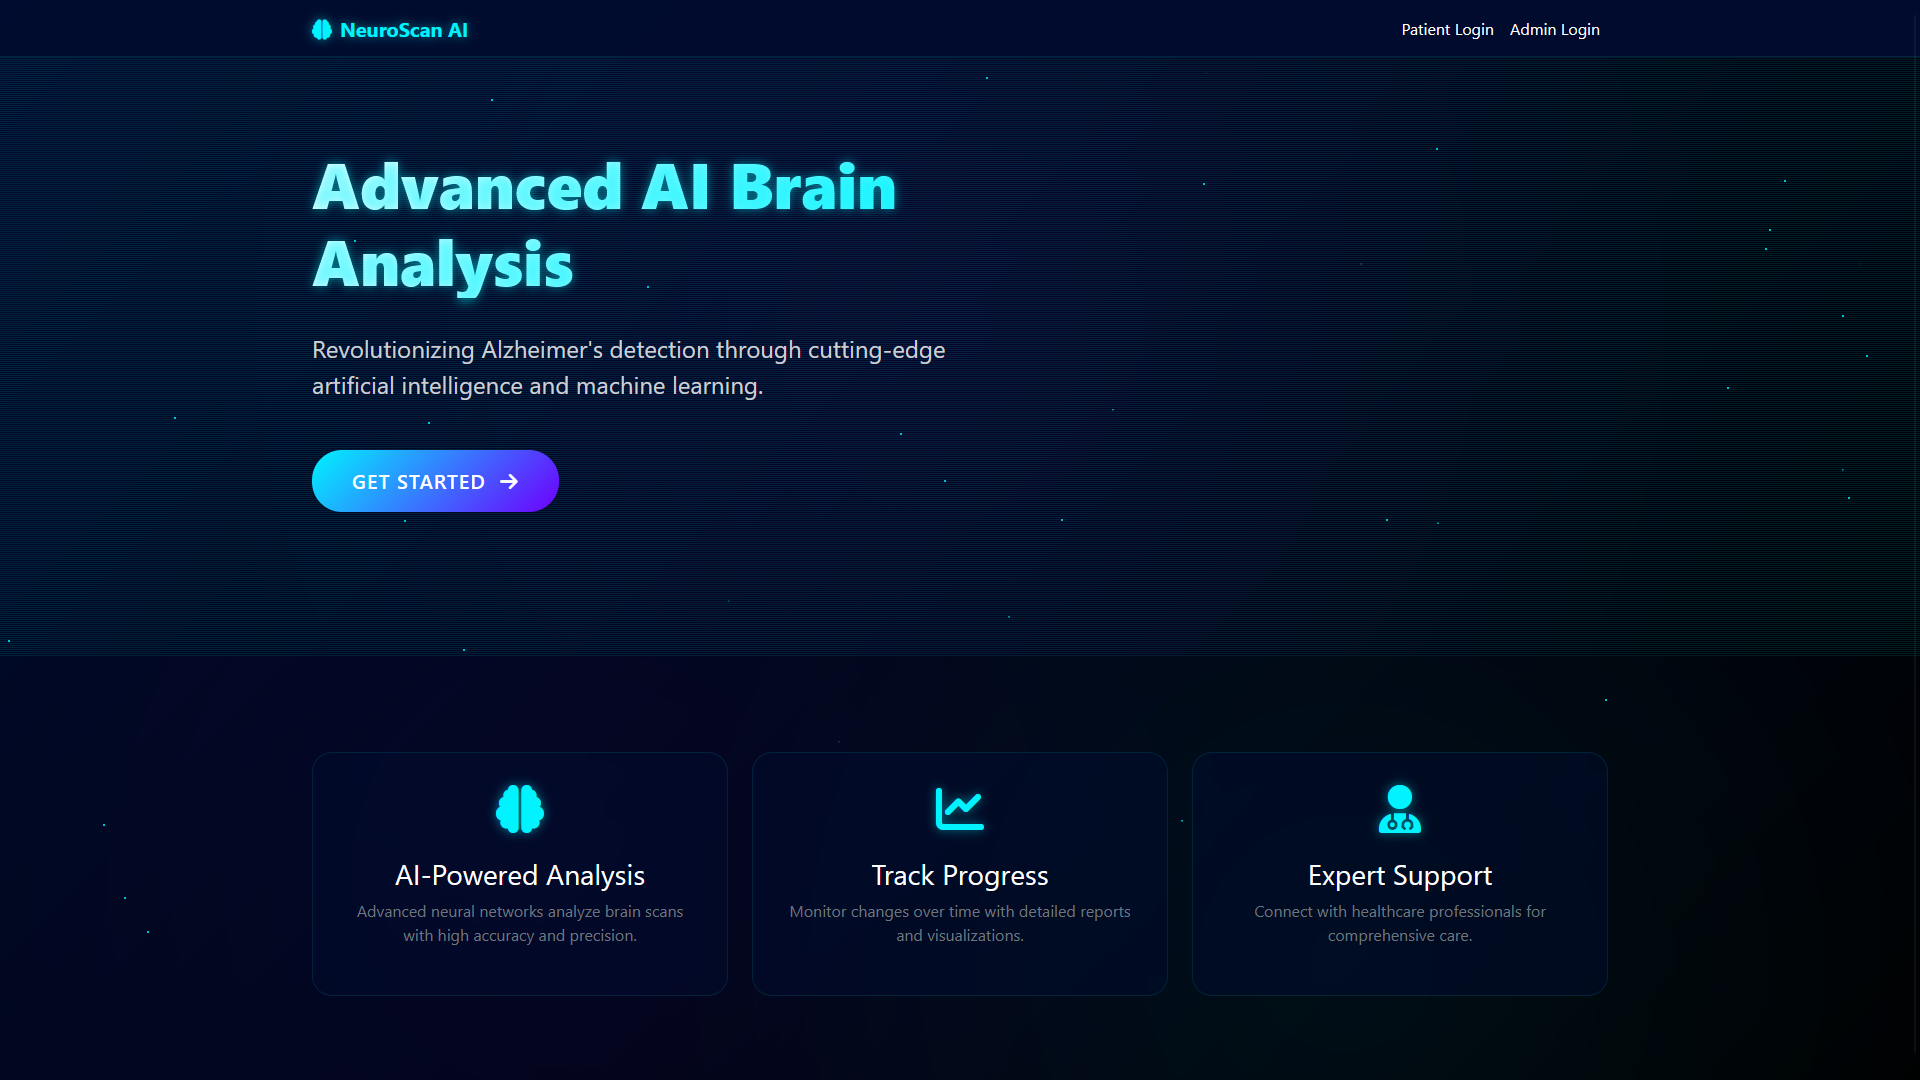 NeuroScan AI
Patient Login Admin Login
Advanced AI Brain
Analysis
Revolutionizing Alzheimer's detection through cutting-edge
artificial intelligence and machine learning.
GET STARTED
AI-Powered Analysis
Advanced neural networks analyze brain scans
with high accuracy and precision.
Track Progress
Monitor changes over time with detailed reports
and visualizations.
Expert Support
Connect with healthcare professionals for
comprehensive care.